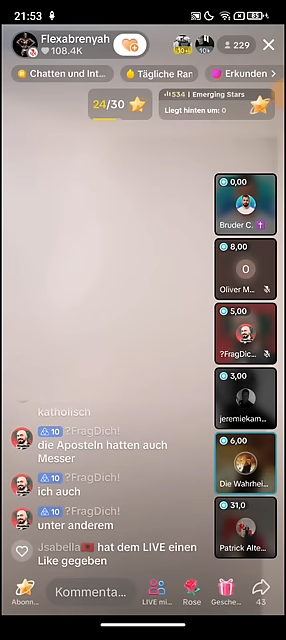 21:53
85
Flexabrenyah
108.4K
10+
10+
229
Chatten und Int...
Tägliche Ran
Erkunden >
24/30
534 | Emerging Stars
Liegt hinten um: 0
0,00
Bruder C.
8,00
O
Oliver M...
5,00
?FragDic...
3,00
jeremiekam...
6,00
Die Wahrhei...
31,0
Patrick Alte...
katholisch
10 ?FragDich!
die Aposteln hatten auch
Messer
10 ?FragDich!
ich auch
10 ?FragDich!
unter anderem
Jsabella🇦🇱 hat dem LIVE einen
Like gegeben
Abonn...
Kommenta...
LIVE mi...
Rose
Gesche...
43